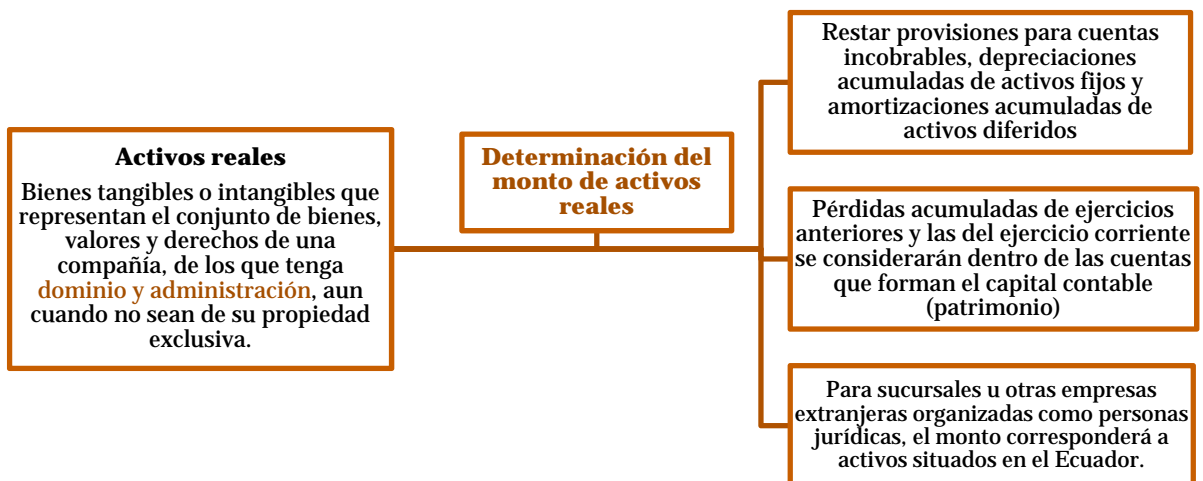 Activos reales
Bienes tangibles o intangibles que
representan el conjunto de bienes,
valores y derechos de una
compañía, de los que tenga
dominio y administración, aun
cuando no sean de su propiedad
exclusiva.
Determinación del
monto de activos
reales
Restar provisiones para cuentas
incobrables, depreciaciones
acumuladas de activos fijos y
amortizaciones acumuladas de
activos diferidos
Pérdidas acumuladas de ejercicios
anteriores y las del ejercicio corriente
se considerarán dentro de las cuentas
que forman el capital contable
(patrimonio)
Para sucursales u otras empresas
extranjeras organizadas como personas
jurídicas, el monto corresponderá a
activos situados en el Ecuador.